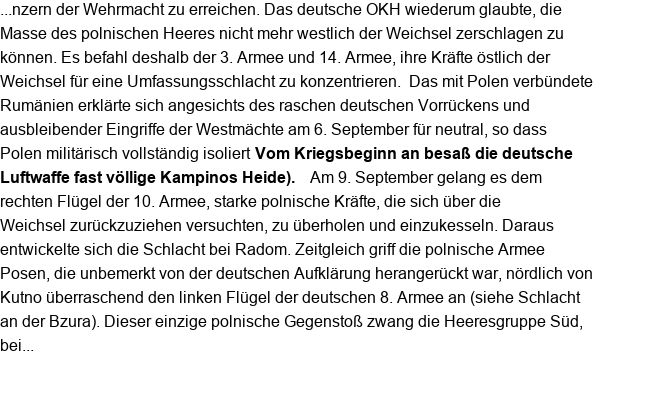 ...nzern der Wehrmacht zu erreichen. Das deutsche OKH wiederum glaubte, die
Masse des polnischen Heeres nicht mehr westlich der Weichsel zerschlagen zu
können. Es befahl deshalb der 3. Armee und 14. Armee, ihre Kräfte östlich der
Weichsel für eine Umfassungsschlacht zu konzentrieren.  Das mit Polen verbündete
Rumänien erklärte sich angesichts des raschen deutschen Vorrückens und
ausbleibender Eingriffe der Westmächte am 6. September für neutral, so dass
Polen militärisch vollständig isoliert Vom Kriegsbeginn an besaß die deutsche
Luftwaffe fast völlige Kampinos Heide).    Am 9. September gelang es dem
rechten Flügel der 10. Armee, starke polnische Kräfte, die sich über die
Weichsel zurückzuziehen versuchten, zu überholen und einzukesseln. Daraus
entwickelte sich die Schlacht bei Radom. Zeitgleich griff die polnische Armee
Posen, die unbemerkt von der deutschen Aufklärung herangerückt war, nördlich von
Kutno überraschend den linken Flügel der deutschen 8. Armee an (siehe Schlacht
an der Bzura). Dieser einzige polnische Gegenstoß zwang die Heeresgruppe Süd,
bei...